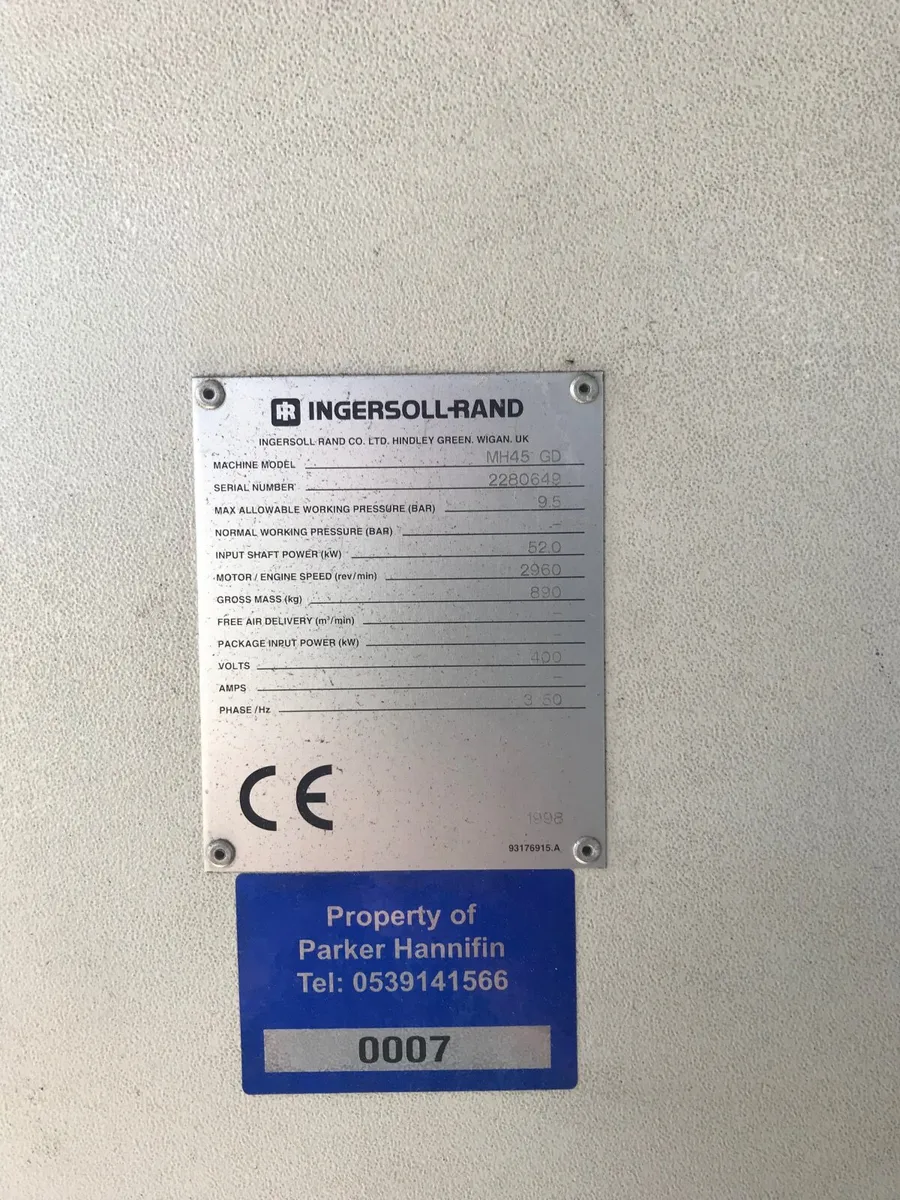 IR INGERSOLL-RAND
INGERSOLL RAND CO. LTD. HINDLEY GREEN. WIGAN. UK
MACHINE MODEL MH45 GD
SERIAL NUMBER 2280649
MAX ALLOWABLE WORKING PRESSURE (BAR) 9.5
NORMAL WORKING PRESSURE (BAR) –
INPUT SHAFT POWER (kW) 52.0
MOTOR / ENGINE SPEED (rev/min) 2960
GROSS MASS (kg) 890
FREE AIR DELIVERY (m³/min) –
PACKAGE INPUT POWER (kW) –
VOLTS 400
AMPS –
PHASE /Hz 3 50
CE
1998
93176915.A
Property of
Parker Hannifin
Tel: 0539141566
0007